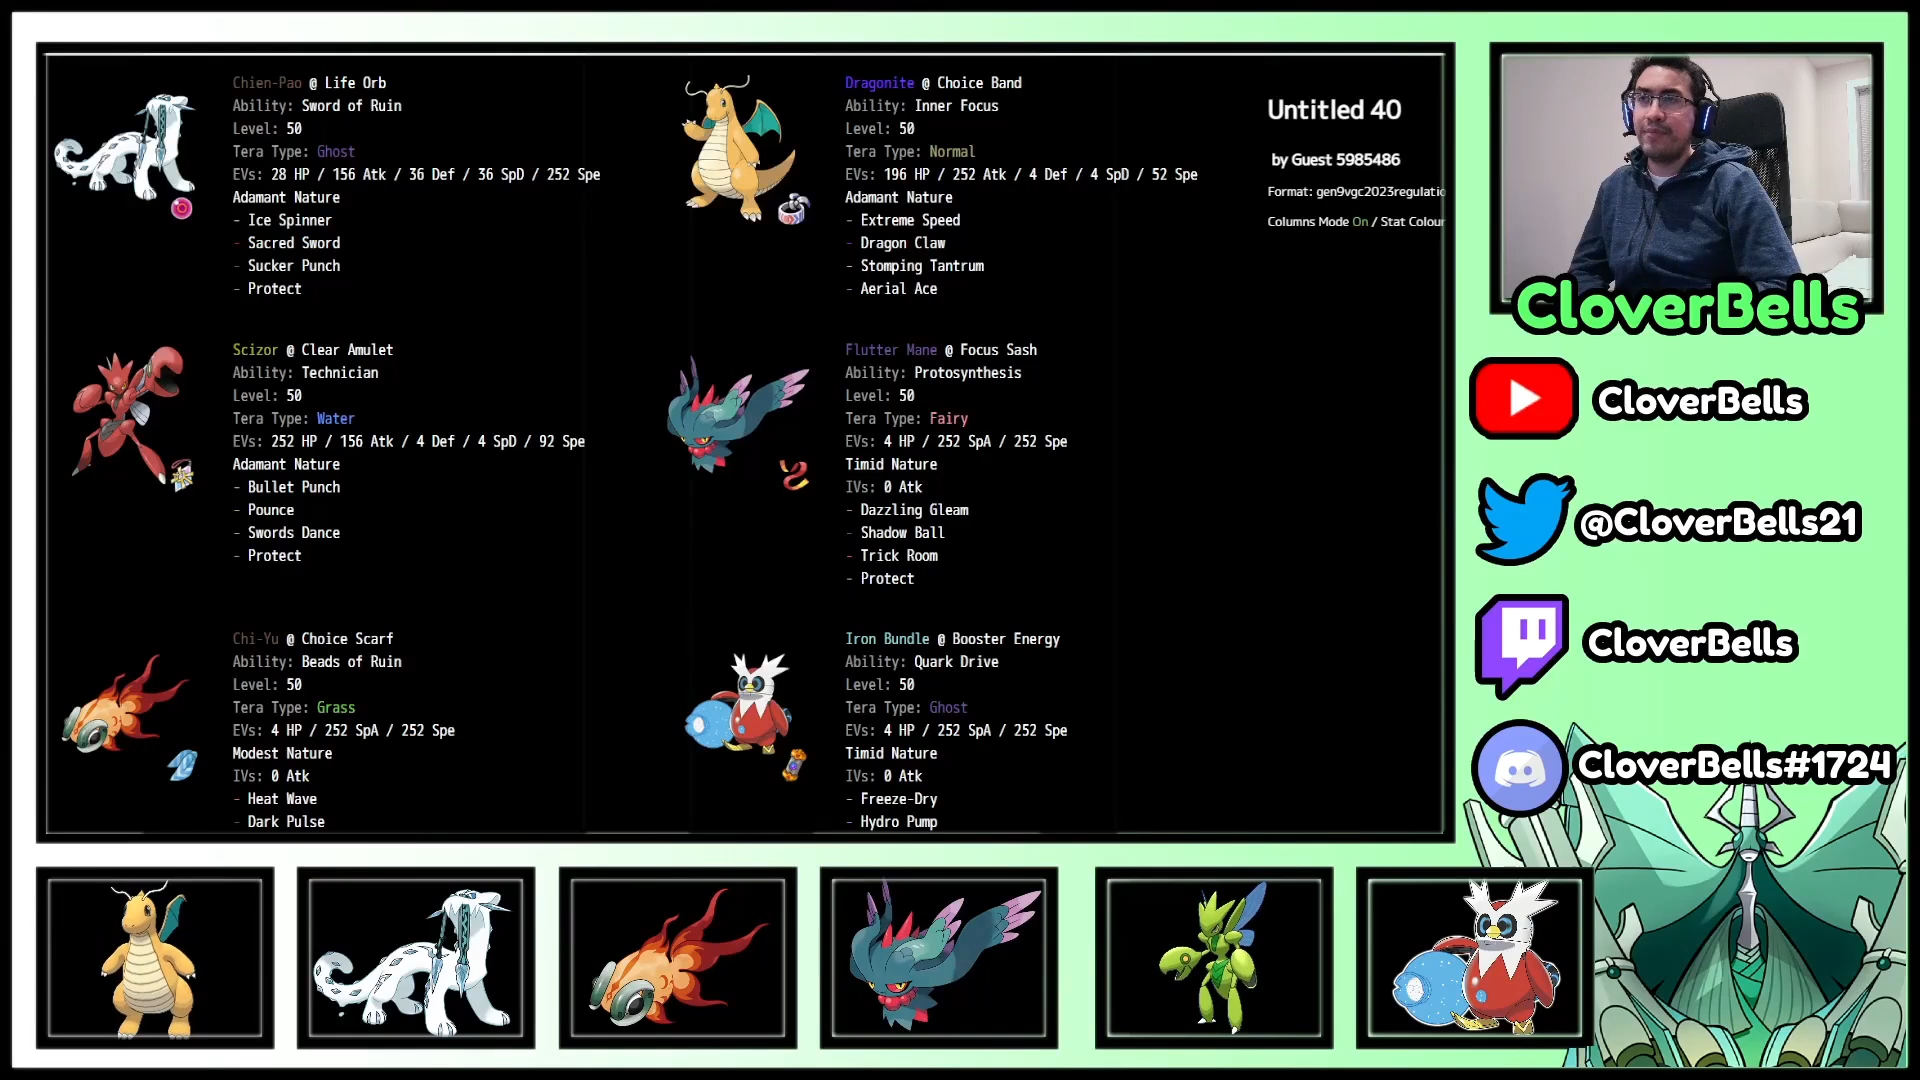 Chien-Pao @ Life Orb
Ability: Sword of Ruin
Level: 50
Tera Type: Ghost
EVs: 28 HP / 156 Atk / 36 Def / 36 SpD / 252 Spe
Adamant Nature
- Ice Spinner
- Sacred Sword
- Sucker Punch
- Protect
Dragonite @ Choice Band
Ability: Inner Focus
Level: 50
Tera Type: Normal
EVs: 196 HP / 252 Atk / 4 Def / 4 SpD / 52 Spe
Adamant Nature
- Extreme Speed
- Dragon Claw
- Stomping Tantrum
- Aerial Ace
Scizor @ Clear Amulet
Ability: Technician
Level: 50
Tera Type: Water
EVs: 252 HP / 156 Atk / 4 Def / 4 SpD / 92 Spe
Adamant Nature
- Bullet Punch
- Pounce
- Swords Dance
- Protect
Flutter Mane @ Focus Sash
Ability: Protosynthesis
Level: 50
Tera Type: Fairy
EVs: 4 HP / 252 SpA / 252 Spe
Timid Nature
IVs: 0 Atk
- Dazzling Gleam
- Shadow Ball
- Trick Room
- Protect
Chi-Yu @ Choice Scarf
Ability: Beads of Ruin
Level: 50
Tera Type: Grass
EVs: 4 HP / 252 SpA / 252 Spe
Modest Nature
IVs: 0 Atk
- Heat Wave
- Dark Pulse
Iron Bundle @ Booster Energy
Ability: Quark Drive
Level: 50
Tera Type: Ghost
EVs: 4 HP / 252 SpA / 252 Spe
Timid Nature
IVs: 0 Atk
- Freeze-Dry
- Hydro Pump
Untitled 40
by Guest 5985486
Format: gen9vgc2023regulatio
Columns Mode On / Stat Colour
CloverBells
CloverBells
@CloverBells21
CloverBells
CloverBells#1724